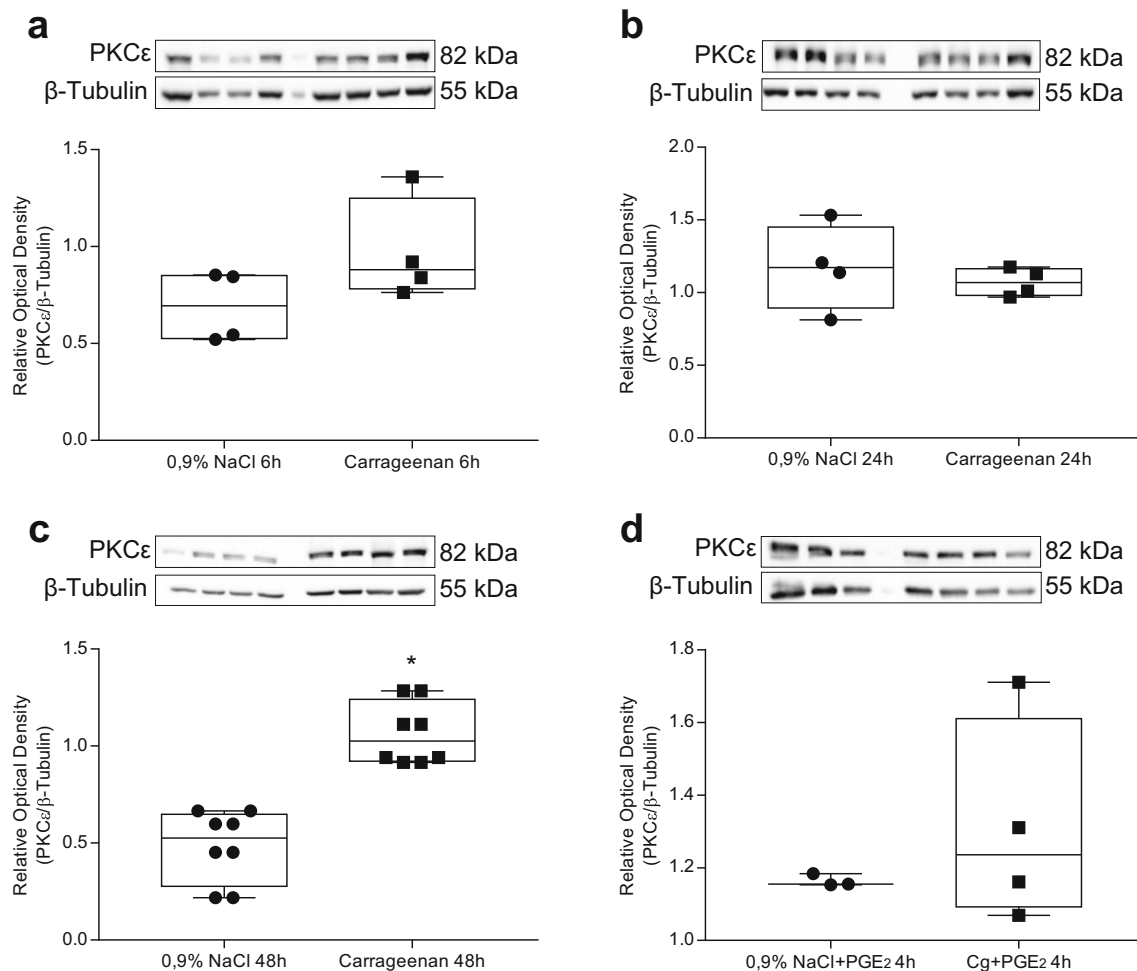 a
PKCε 82 kDa
β-Tubulin 55 kDa
Relative Optical Density
(PKCε/β-Tubulin)
1.5
1.0
0.5
0.0
0,9% NaCl 6h Carrageenan 6h
b
PKCε 82 kDa
β-Tubulin 55 kDa
Relative Optical Density
(PKCε/β-Tubulin)
2.0
1.5
1.0
0.5
0.0
0,9% NaCl 24h Carrageenan 24h
c
PKCε 82 kDa
β-Tubulin 55 kDa
Relative Optical Density
(PKCε/β-Tubulin)
1.5
1.0
0.5
0.0
*
0,9% NaCl 48h Carrageenan 48h
d
PKCε 82 kDa
β-Tubulin 55 kDa
Relative Optical Density
(PKCε/β-Tubulin)
1.8
1.6
1.4
1.2
1.0
0,9% NaCl+PGE2 4h Cg+PGE2 4h